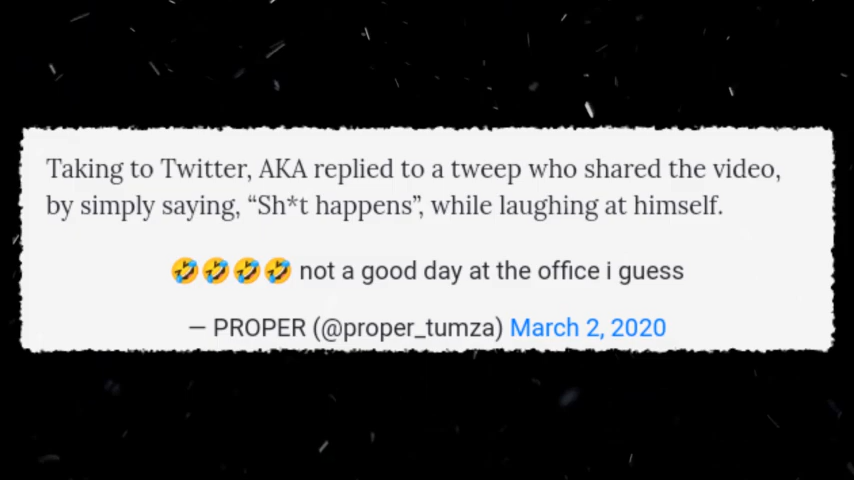 Taking to Twitter, AKA replied to a tweep who shared the video,
by simply saying, “Sh*t happens”, while laughing at himself.
🤣🤣🤣🤣 not a good day at the office i guess
— PROPER (@proper_tumza) March 2, 2020